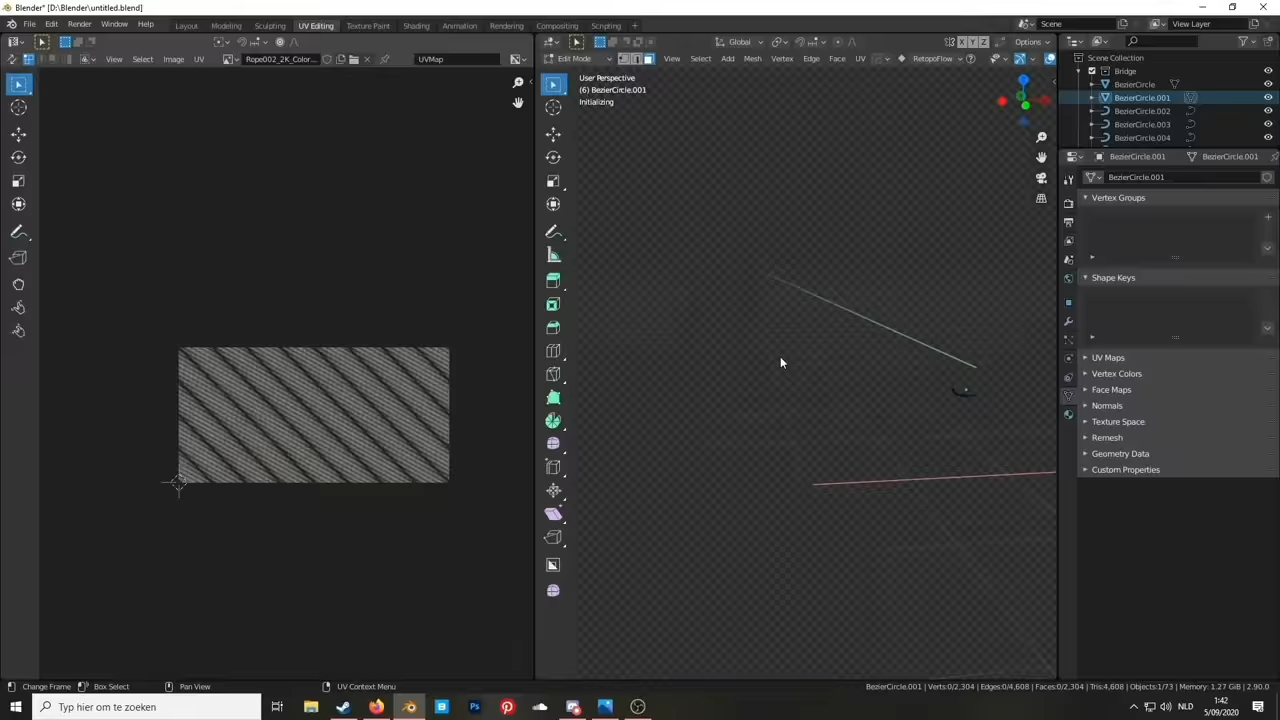 Blender* [D:\Blender\untitled.blend]
File Edit Render Window Help Layout Modeling Sculpting UV Editing Texture Paint Shading Animation Rendering Compositing Scripting + Scene View Layer
Global Options
View Select Image UV Rope002_2K_Color... UVMap
Edit Mode View Select Add Mesh Vertex Edge Face UV RetopoFlow
X Y Z
User Perspective
(6) BezierCircle.001
Initializing
Scene Collection
Bridge
BezierCircle
BezierCircle.001
BezierCircle.002
BezierCircle.003
BezierCircle.004
BezierCircle.001 BezierCircle.001
BezierCircle.001
Vertex Groups
Shape Keys
UV Maps
Vertex Colors
Face Maps
Normals
Texture Space
Remesh
Geometry Data
Custom Properties
Change Frame Box Select Pan View UV Context Menu
BezierCircle.001 | Verts:0/2,304 | Edges:0/4,608 | Faces:0/2,304 | Tris:4,608 | Objects:1/73 | Memory: 1.27 GiB | 2.90.0
Typ hier om te zoeken
NLD
1:42
5/09/2020